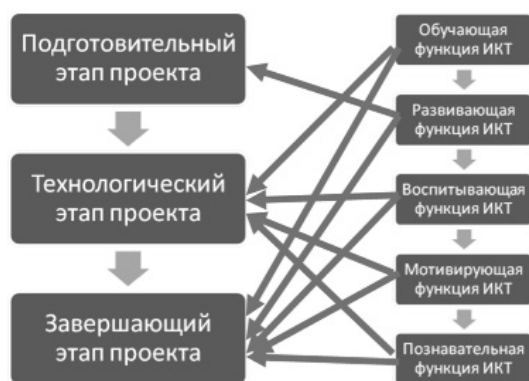 Подготовительный
этап проекта
Технологический
этап проекта
Завершающий
этап проекта
Обучающая
функция ИКТ
Развивающая
функция ИКТ
Воспитывающая
функция ИКТ
Мотивирующая
функция ИКТ
Познавательная
функция ИКТ